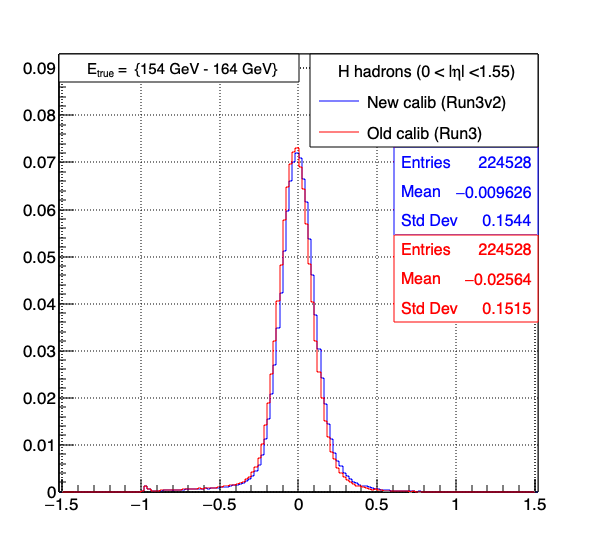 E_true = {154 GeV - 164 GeV}
H hadrons (0 < |η| <1.55)
New calib (Run3v2)
Old calib (Run3)
Entries 224528
Mean −0.009626
Std Dev 0.1544
Entries 224528
Mean −0.02564
Std Dev 0.1515
0.09
0.08
0.07
0.06
0.05
0.04
0.03
0.02
0.01
0
−1.5 −1 −0.5 0 0.5 1 1.5